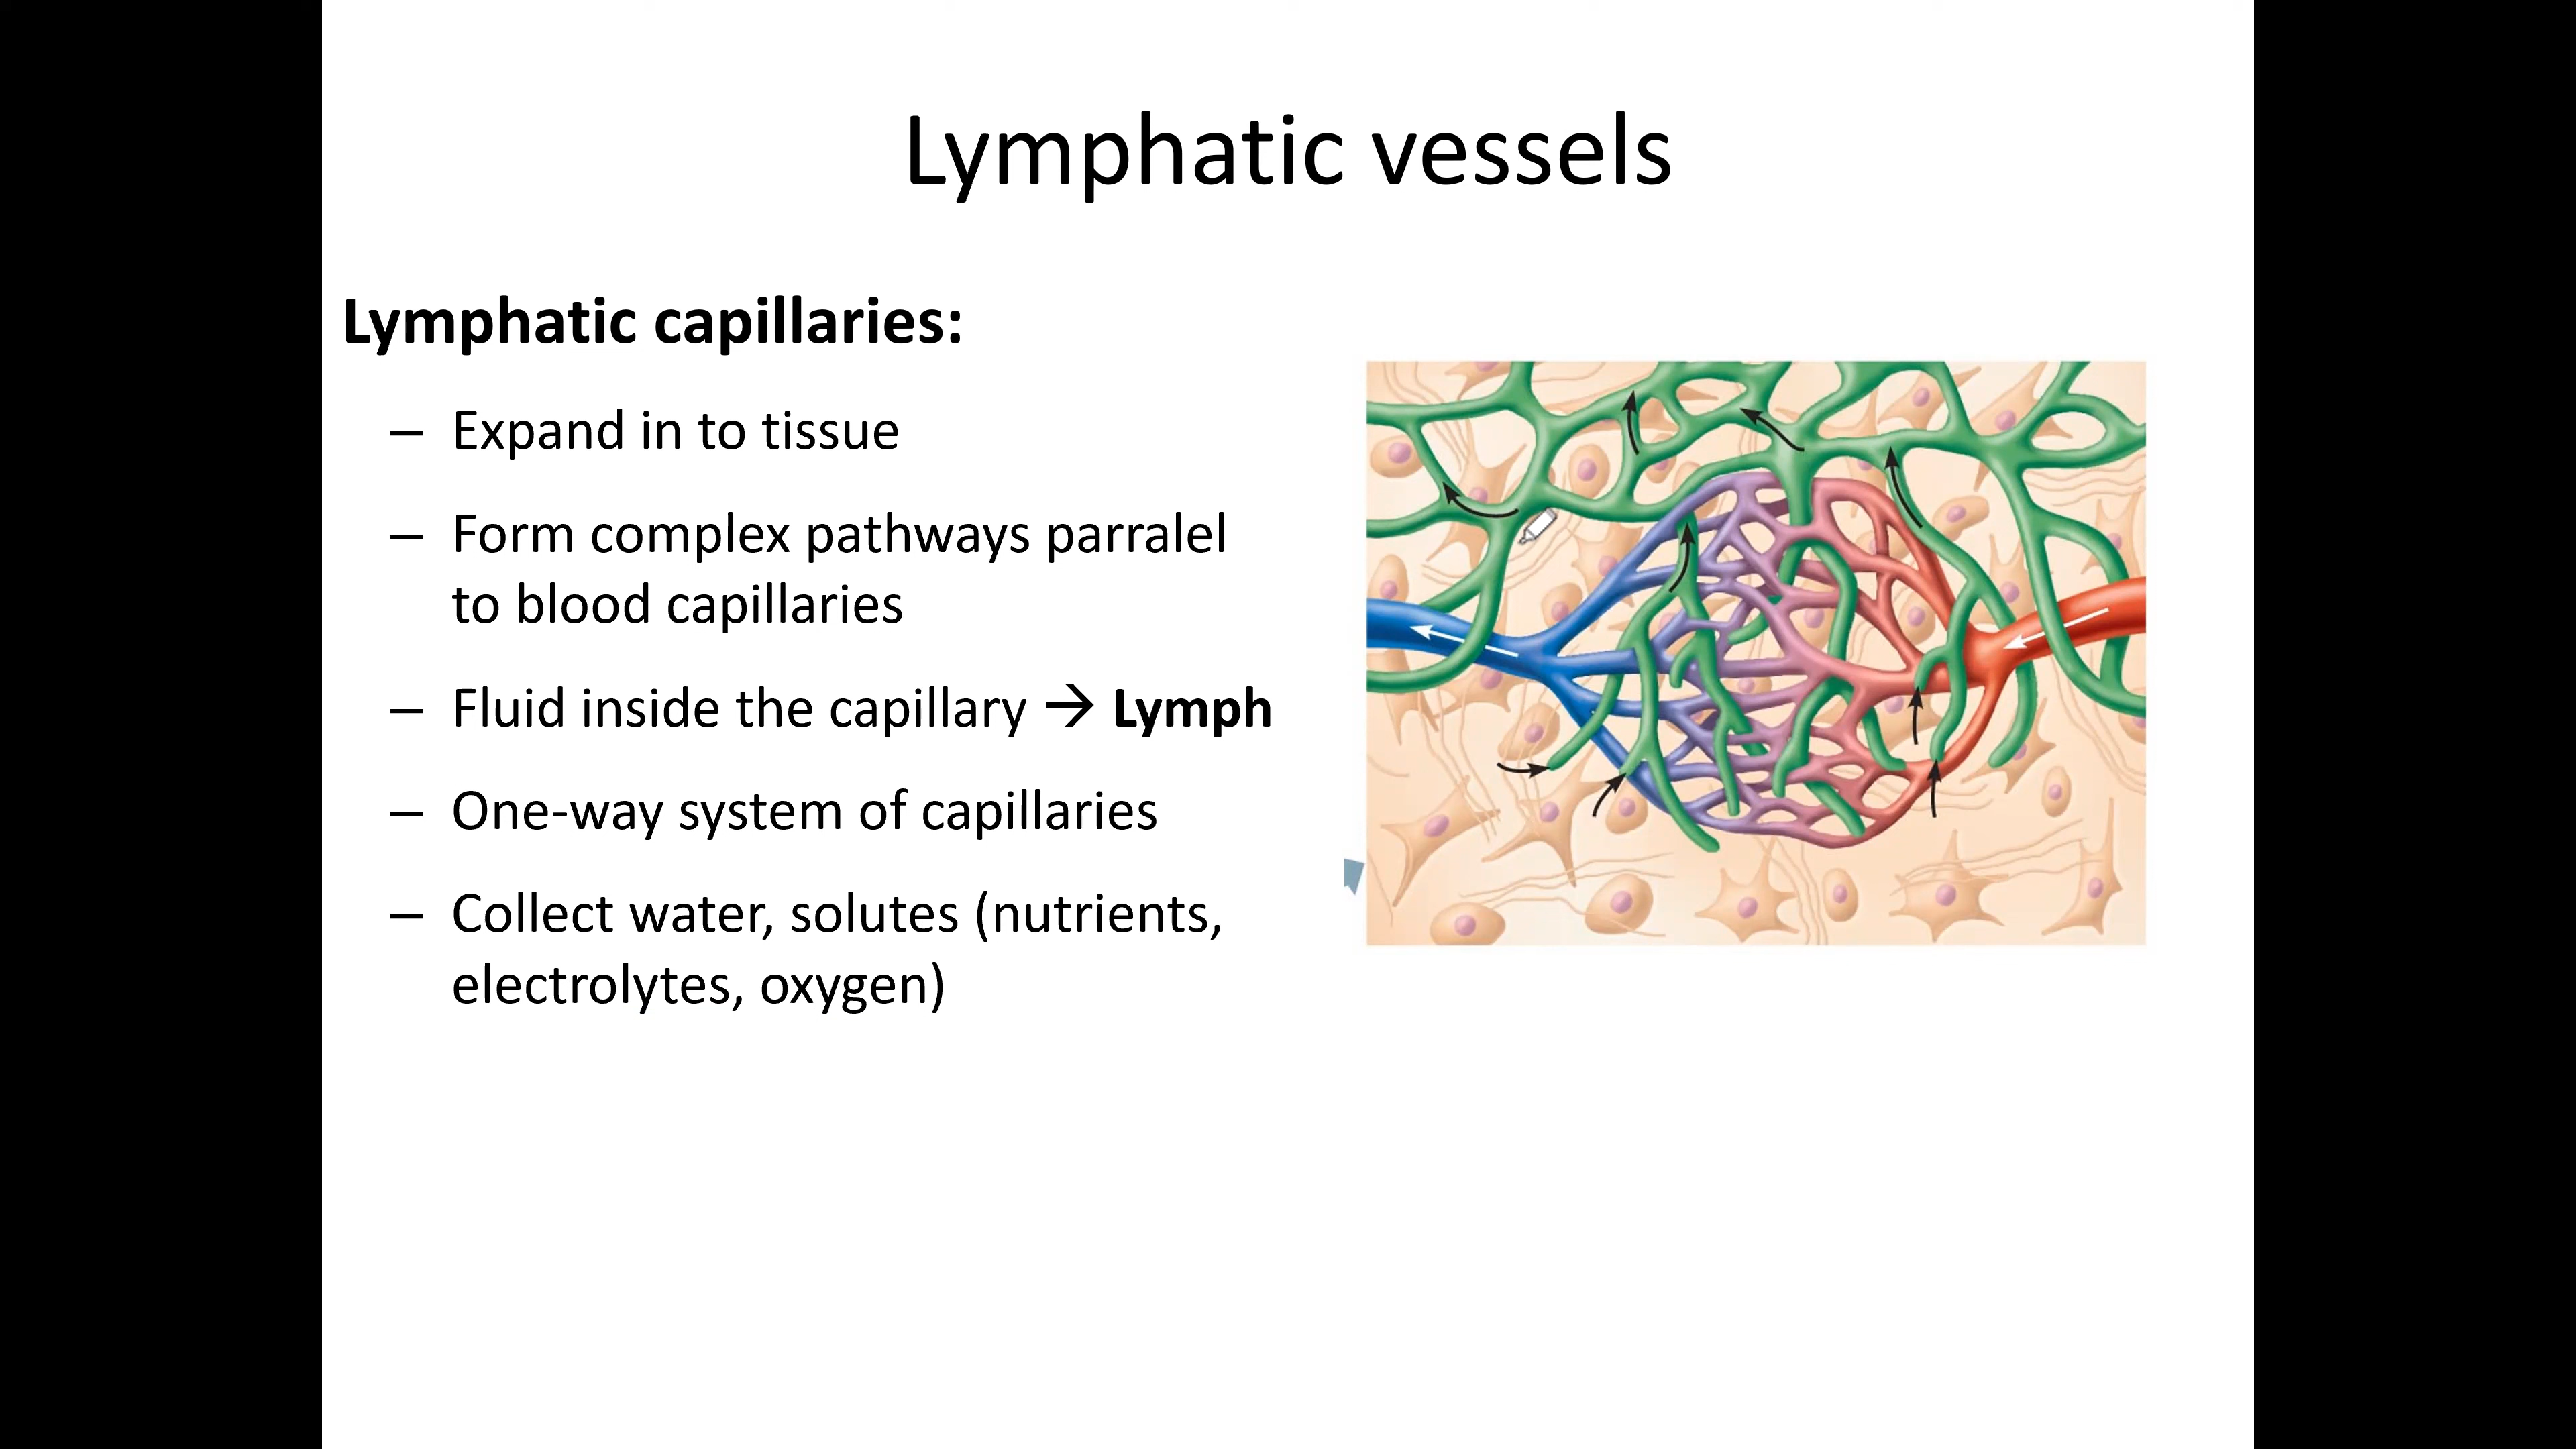 Lymphatic vessels
Lymphatic capillaries:
– Expand in to tissue
– Form complex pathways parralel
to blood capillaries
– Fluid inside the capillary → Lymph
– One-way system of capillaries
– Collect water, solutes (nutrients,
electrolytes, oxygen)